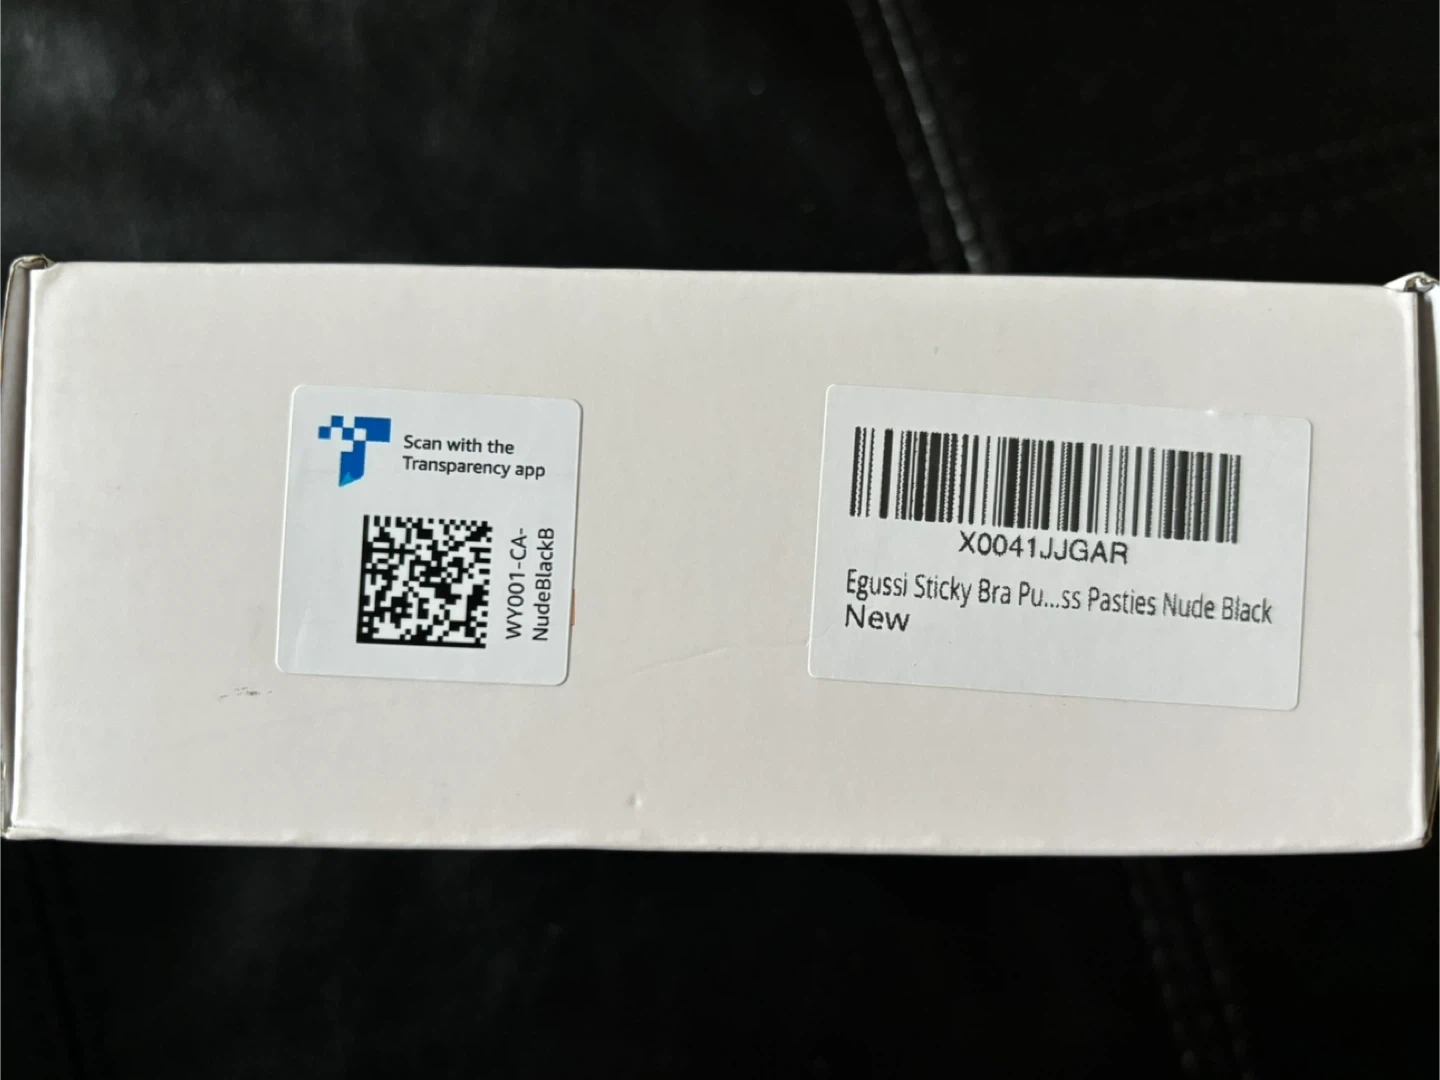 Scan with the
Transparency app
WY001-CA-
NudeBlackB
X0041JJGAR
Egussi Sticky Bra Pu...ss Pasties Nude Black
New